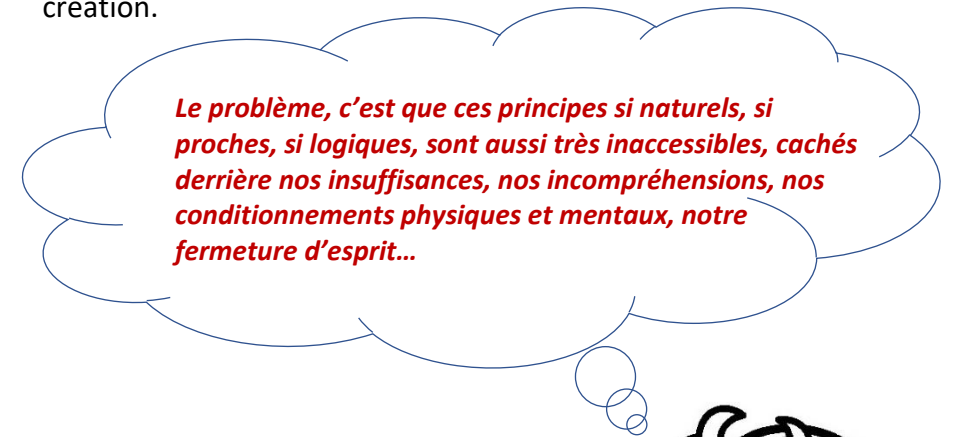 création.
Le problème, c’est que ces principes si naturels, si
proches, si logiques, sont aussi très inaccessibles, cachés
derrière nos insuffisances, nos incompréhensions, nos
conditionnements physiques et mentaux, notre
fermeture d’esprit…